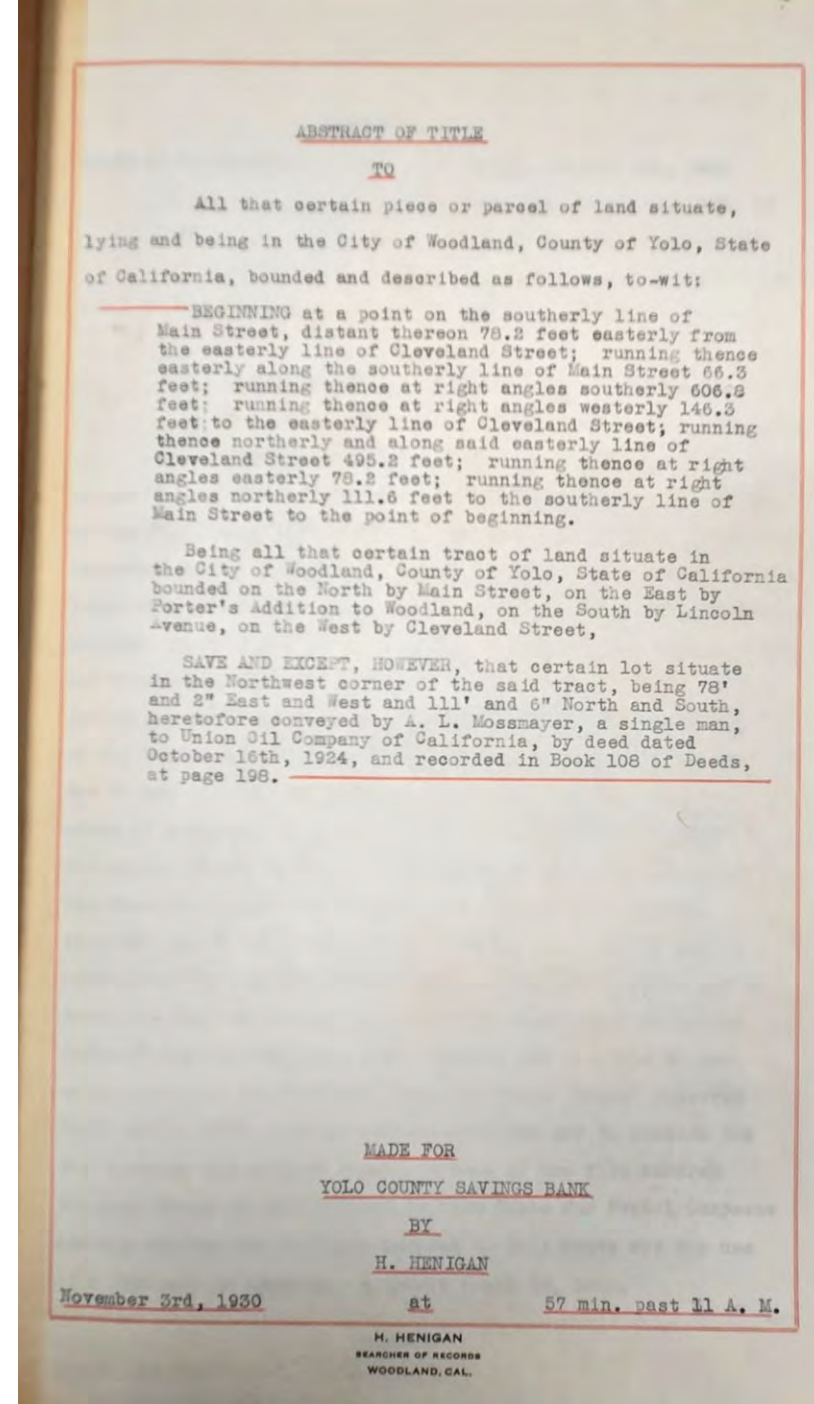 ABSTRACT OF TITLE
TO
All that certain piece or parcel of land situate,
lying and being in the City of Woodland, County of Yolo, State
of California, bounded and described as follows, to-wit:
BEGINNING at a point on the southerly line of
Main Street, distant thereon 78.2 feet easterly from
the easterly line of Cleveland Street; running thence
easterly along the southerly line of Main Street 66.3
feet; running thence at right angles southerly 606.8
feet; running thence at right angles westerly 146.3
feet to the easterly line of Cleveland Street; running
thence northerly and along said easterly line of
Cleveland Street 495.2 feet; running thence at right
angles easterly 78.2 feet; running thence at right
angles northerly 111.6 feet to the southerly line of
Main Street to the point of beginning.
Being all that certain tract of land situate in
the City of Woodland, County of Yolo, State of California
bounded on the North by Main Street, on the East by
Porter's Addition to Woodland, on the South by Lincoln
Avenue, on the West by Cleveland Street,
SAVE AND EXCEPT, HOWEVER, that certain lot situate
in the Northwest corner of the said tract, being 78'
and 2" East and West and 111' and 6" North and South,
heretofore conveyed by A. L. Mossmayer, a single man,
to Union Oil Company of California, by deed dated
October 16th, 1924, and recorded in Book 108 of Deeds,
at page 198.
MADE FOR
YOLO COUNTY SAVINGS BANK
BY
H. HENIGAN
November 3rd, 1930 at 57 min. past 11 A. M.
H. HENIGAN
SEARCHER OF RECORDS
WOODLAND, CAL.